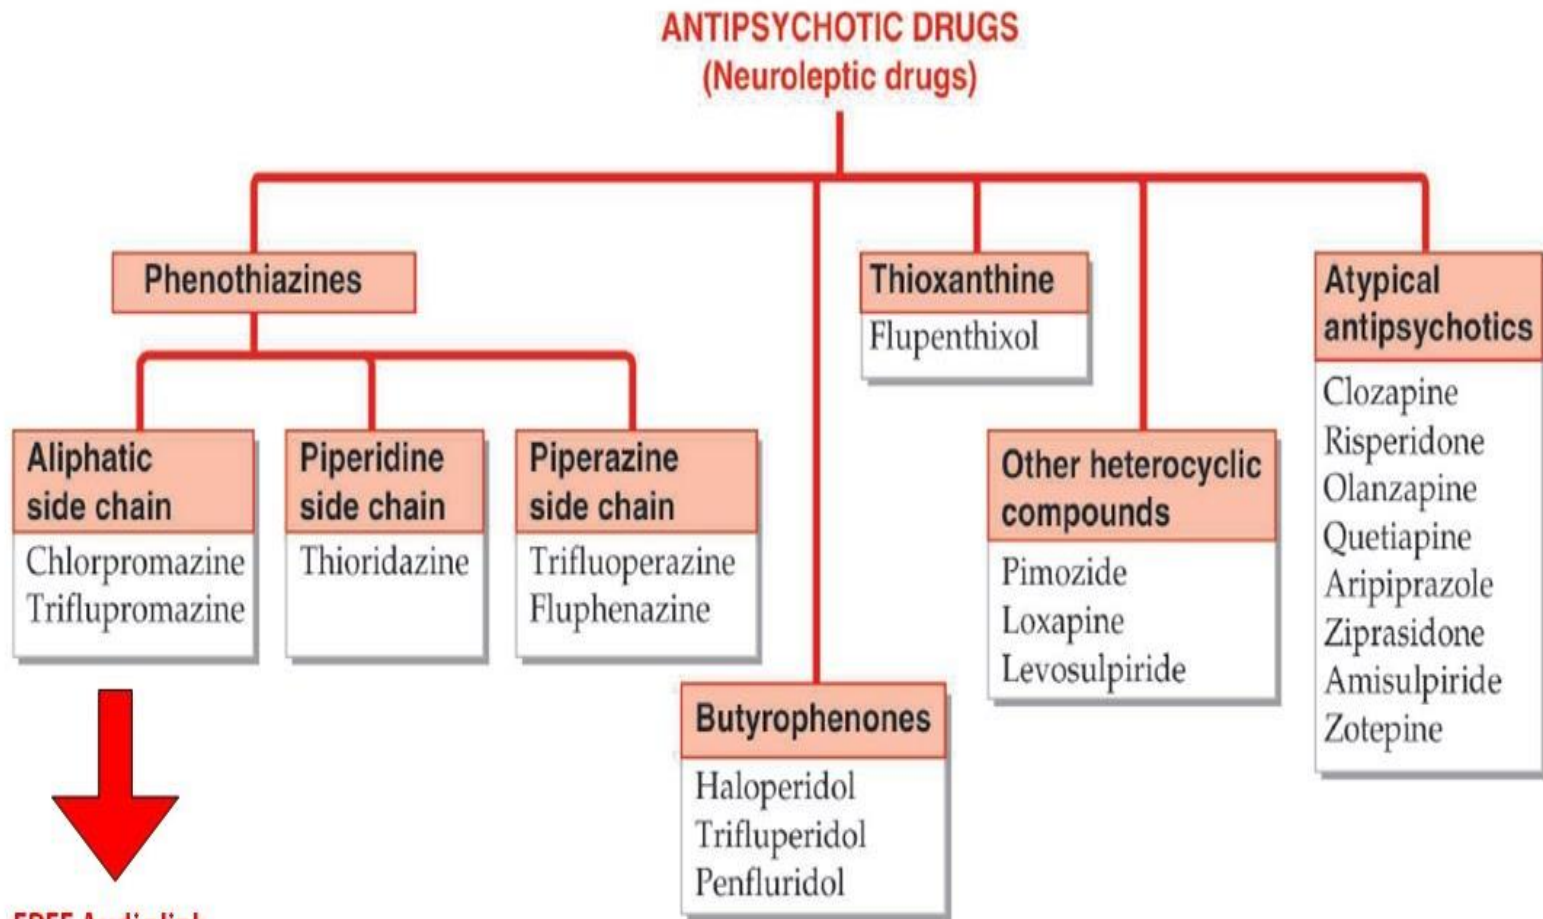 ANTIPSYCHOTIC DRUGS
(Neuroleptic drugs)
Phenothiazines
Aliphatic
side chain
Chlorpromazine
Triflupromazine
Piperidine
side chain
Thioridazine
Piperazine
side chain
Trifluoperazine
Fluphenazine
Butyrophenones
Haloperidol
Trifluperidol
Penfluridol
Thioxanthine
Flupenthixol
Other heterocyclic
compounds
Pimozide
Loxapine
Levosulpiride
Atypical
antipsychotics
Clozapine
Risperidone
Olanzapine
Quetiapine
Aripiprazole
Ziprasidone
Amisulpiride
Zotepine